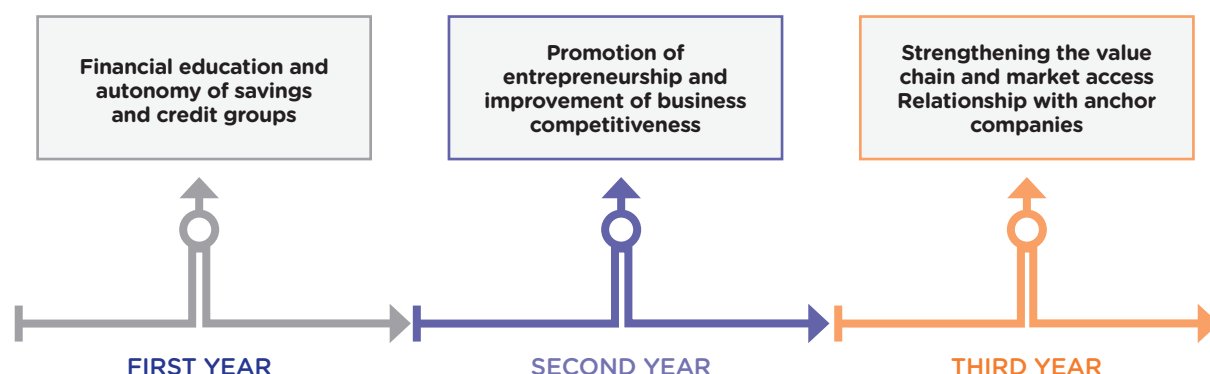 Financial education and
autonomy of savings
and credit groups
Promotion of
entrepreneurship and
improvement of business
competitiveness
Strengthening the value
chain and market access
Relationship with anchor
companies
FIRST YEAR
SECOND YEAR
THIRD YEAR